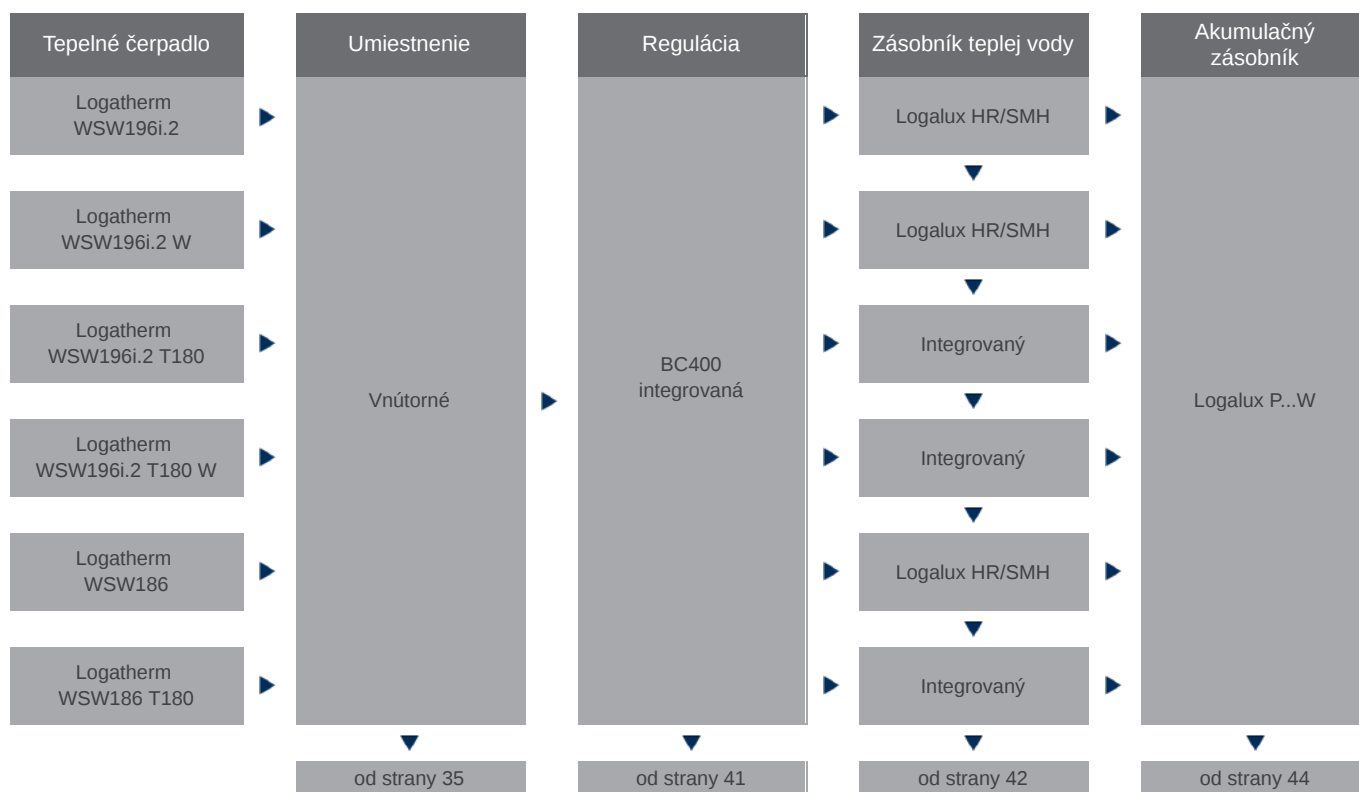 Tepelné čerpadlo
Umiestnenie
Regulácia
Zásobník teplej vody
Akumulačný
zásobník
Logatherm
WSW196i.2
Logalux HR/SMH
Logatherm
WSW196i.2 W
Logalux HR/SMH
Logatherm
WSW196i.2 T180
Integrovaný
BC400
integrovaná
Vnútorné
Logalux P...W
Logatherm
WSW196i.2 T180 W
Integrovaný
Logatherm
WSW186
Logalux HR/SMH
Logatherm
WSW186 T180
Integrovaný
od strany 35
od strany 41
od strany 42
od strany 44